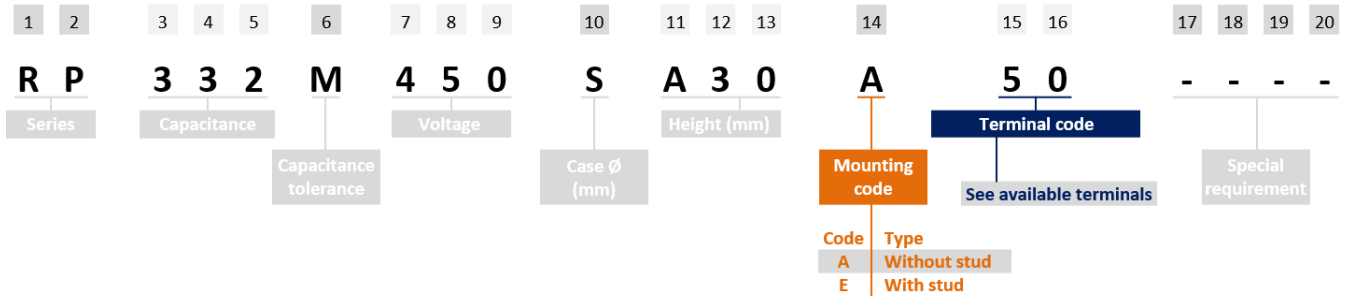 1 2 3 4 5 6 7 8 9 10 11 12 13 14 15 16 17 18 19 20
R P 3 3 2 M 4 5 0 S A 3 0 A 5 0 - - - -
Series Capacitance Voltage Height (mm) Terminal code
Capacitance
tolerance
Case Ø
(mm)
Mounting
code
See available terminals
Special
requirement
Code Type
A Without stud
E With stud